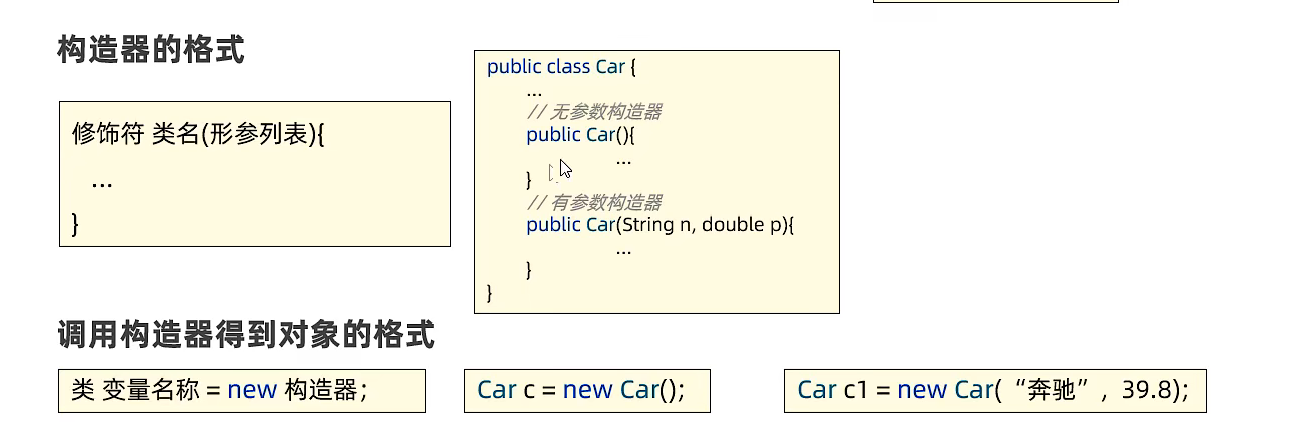 构造器的格式
修饰符 类名(形参列表){
...
}
public class Car {
...
// 无参数构造器
public Car(){
...
}
// 有参数构造器
public Car(String n, double p){
...
}
}
调用构造器得到对象的格式
类 变量名称 = new 构造器;
Car c = new Car();
Car c1 = new Car(“奔驰”, 39.8);